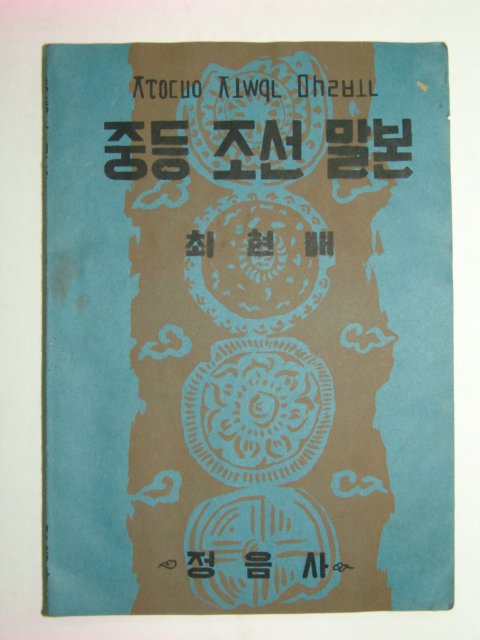 중등 조선 말본
최현배
정음사